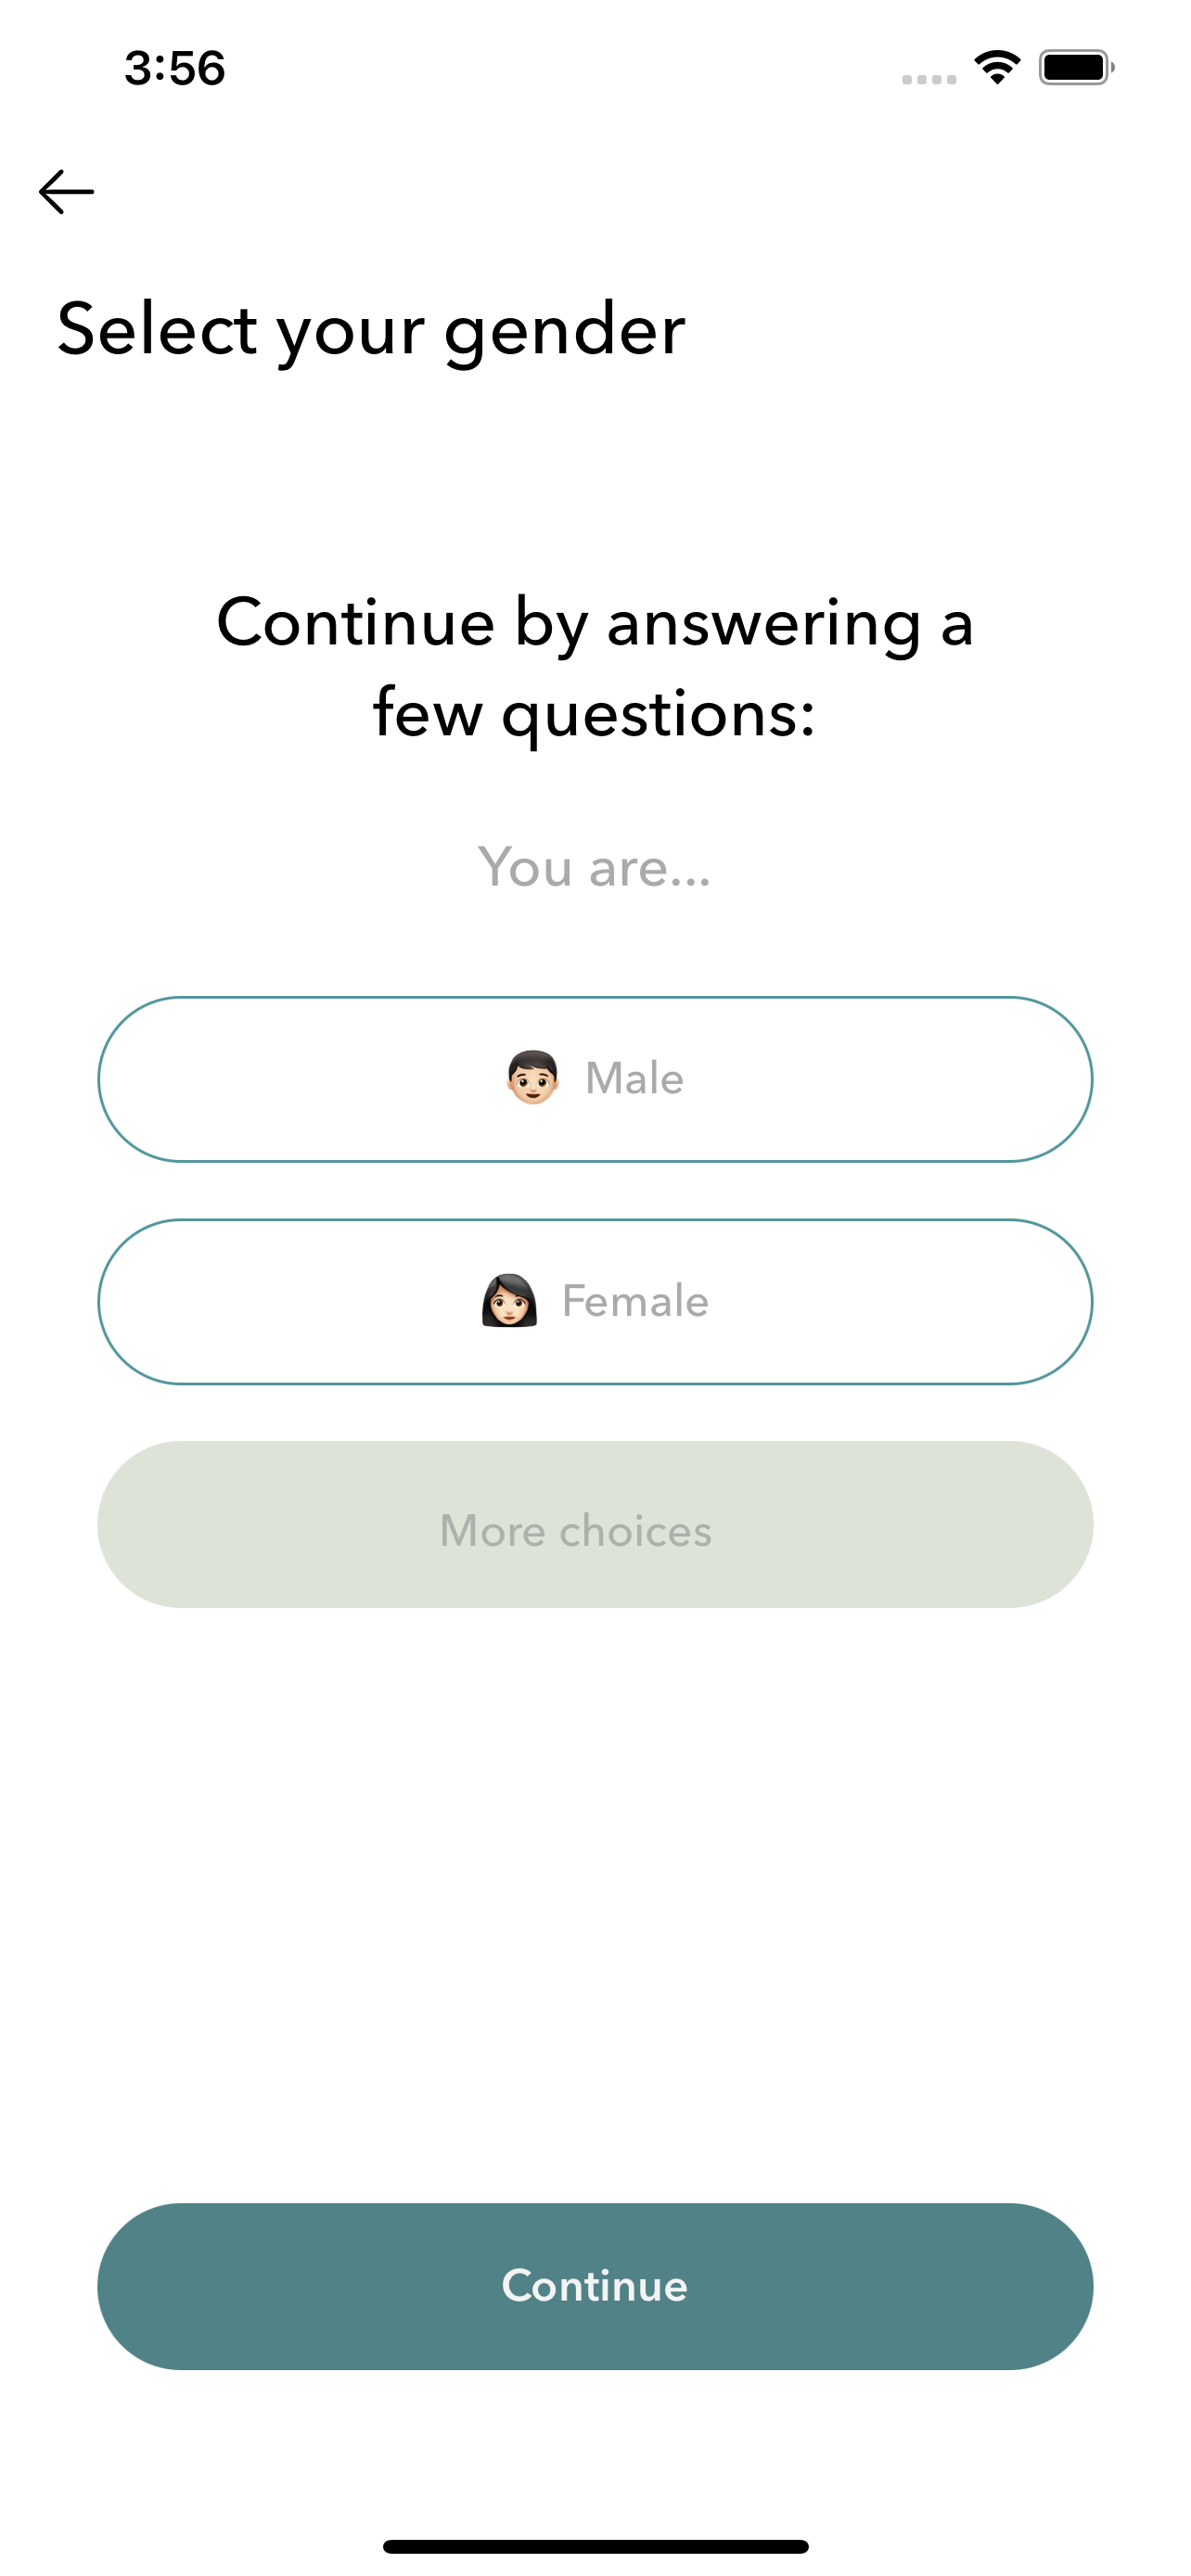 3:56
Select your gender
Continue by answering a
few questions:
You are...
Male
Female
More choices
Continue